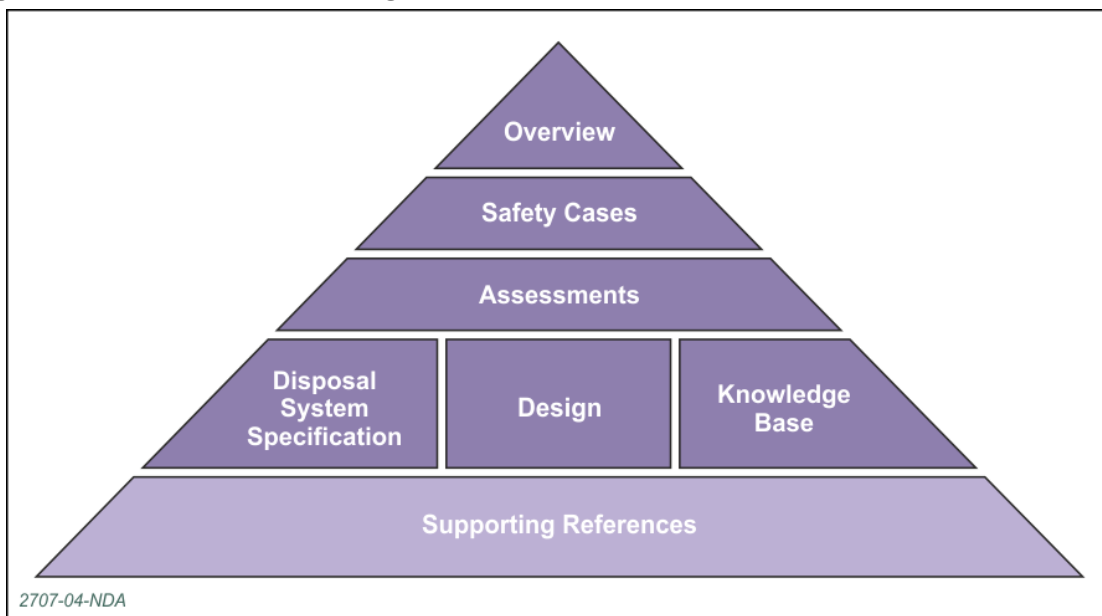 Overview
Safety Cases
Assessments
Disposal
System
Specification
Design
Knowledge
Base
Supporting References
2707-04-NDA